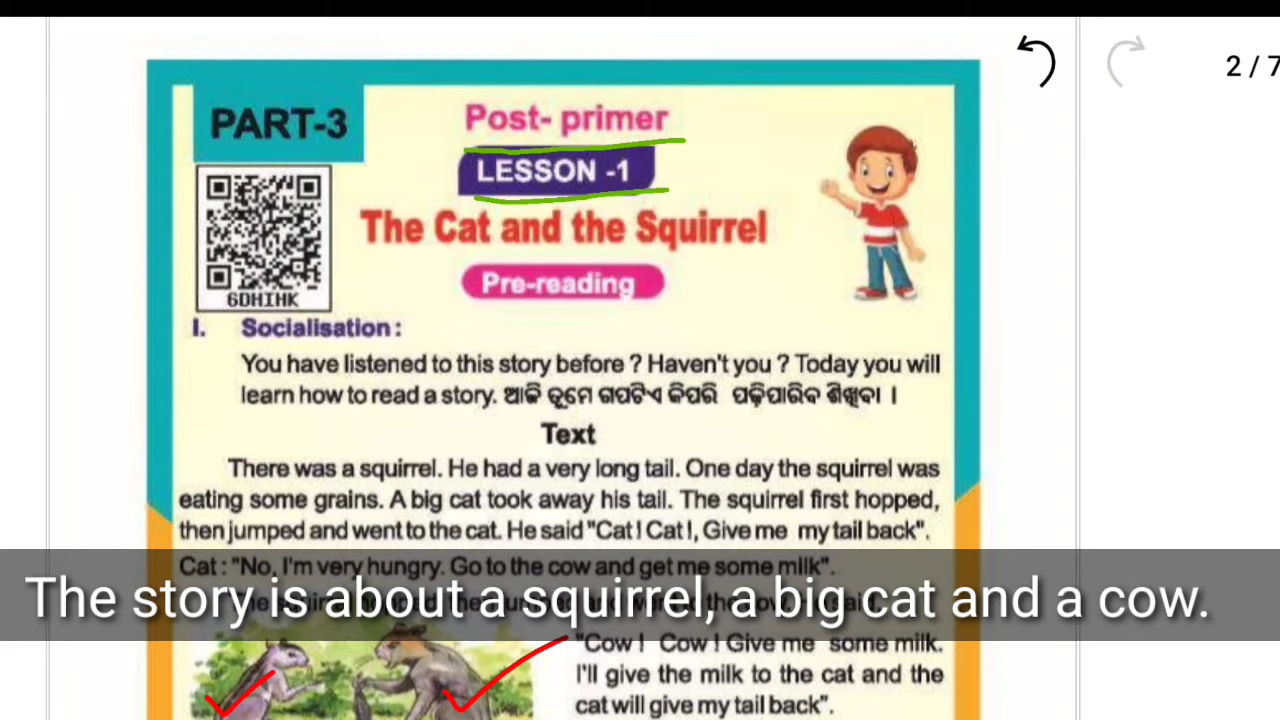 2 / 7
PART-3
Post- primer
LESSON -1
The Cat and the Squirrel
Pre-reading
6DHIHK
I. Socialisation :
You have listened to this story before ? Haven't you ? Today you will
learn how to read a story. ଆଜି ତୁମେ ଗପଟିଏ କିପରି ପଢ଼ିପାରିବ ଶିଖିବା ।
Text
There was a squirrel. He had a very long tail. One day the squirrel was
eating some grains. A big cat took away his tail. The squirrel first hopped,
then jumped and went to the cat. He said "Cat ! Cat !, Give me my tail back".
Cat : "No, I'm very hungry. Go to the cow and get me some milk".
The story is about a squirrel, a big cat and a cow.
"Cow ! Cow ! Give me some milk.
I'll give the milk to the cat and the
cat will give my tail back".